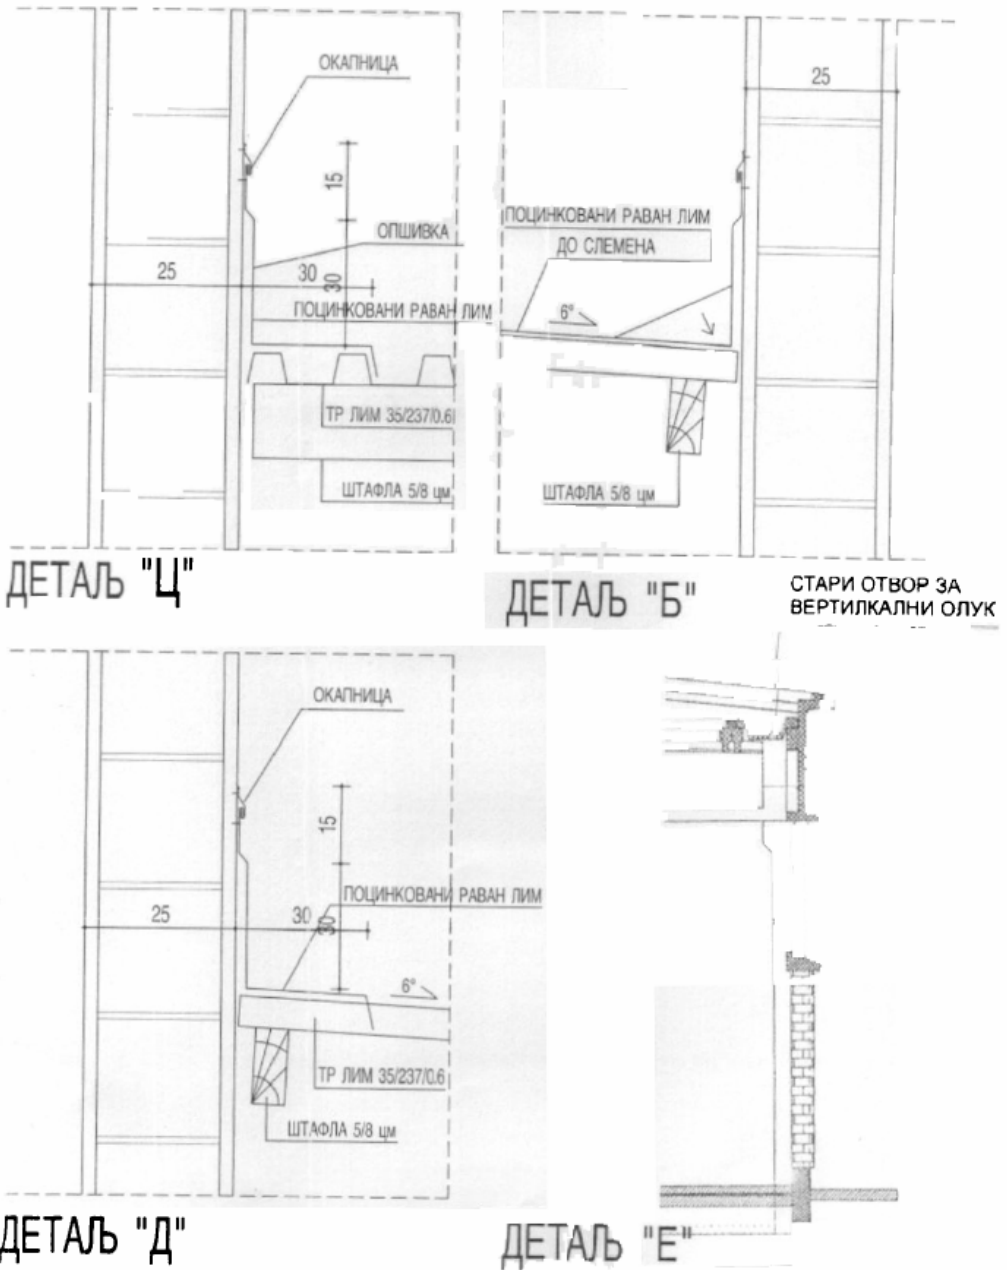 ОКАПНИЦА
15
ОПШИВКА
25
30
30
ПОЦИНКОВАНИ РАВАН ЛИМ
ТР ЛИМ 35/237/0.6
ШТАФЛА 5/8 цм
ДЕТАЉ "Ц"
25
ПОЦИНКОВАНИ РАВАН ЛИМ
ДО СЛЕМЕНА
6°
ШТАФЛА 5/8 цм
ДЕТАЉ "Б"
СТАРИ ОТВОР ЗА
ВЕРТИЛКАЛНИ ОЛУК
ОКАПНИЦА
15
ПОЦИНКОВАНИ РАВАН ЛИМ
25
30
30
6°
ТР ЛИМ 35/237/0.6
ШТАФЛА 5/8 цм
ДЕТАЉ "Д"
ДЕТАЉ "Е"